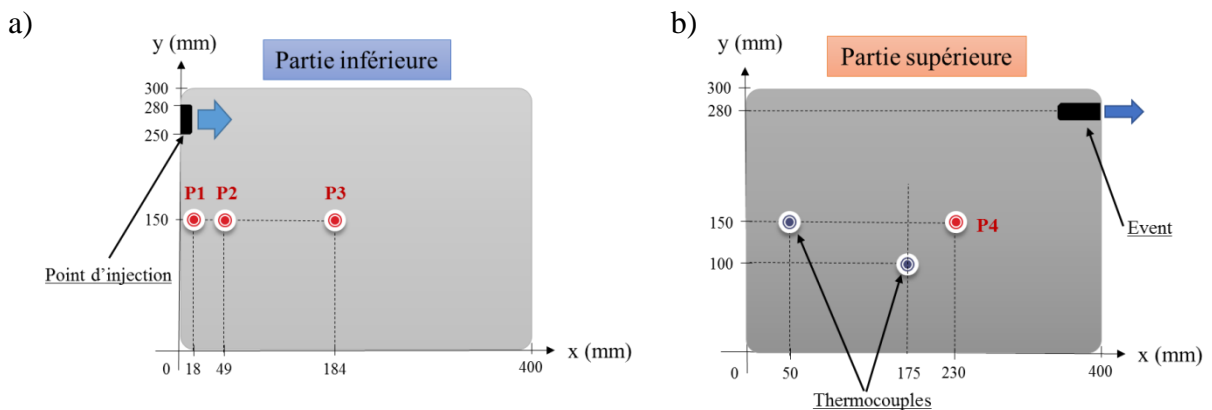 a)
y (mm)
Partie inférieure
300
280
250
P1 P2 P3
150
Point d'injection
0 18 49 184 400
x (mm)
b)
y (mm)
Partie supérieure
300
280
150
P4
Event
100
0 50 175 230 400
x (mm)
Thermocouples